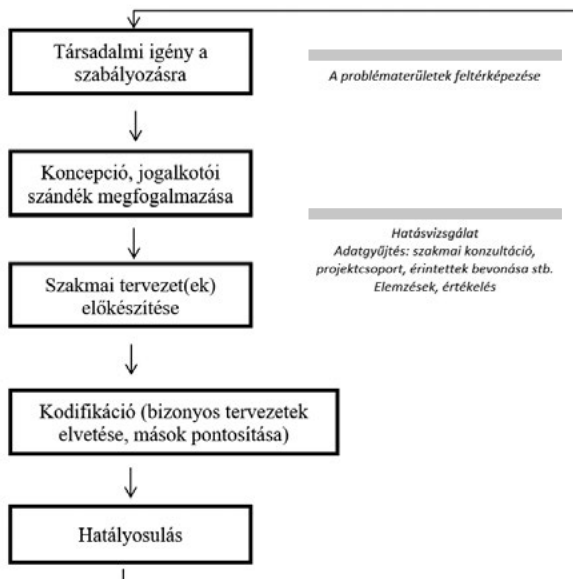 Társadalmi igény a
szabályozásra
A problématerületek feltérképezése
Koncepció, jogalkotói
szándék megfogalmazása
Hatásvizsgálat
Adatgyűjtés: szakmai konzultáció,
projektcsoport, érintettek bevonása stb.
Elemzések, értékelés
Szakmai tervezet(ek)
előkészítése
Kodifikáció (bizonyos tervezetek
elvetése, mások pontosítása)
Hatályosulás